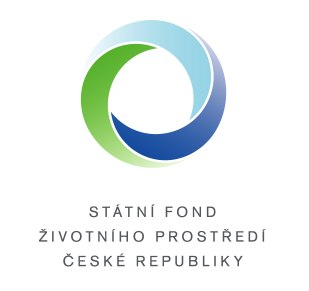 STÁTNÍ FOND
ŽIVOTNÍHO PROSTŘEDÍ
ČESKÉ REPUBLIKY